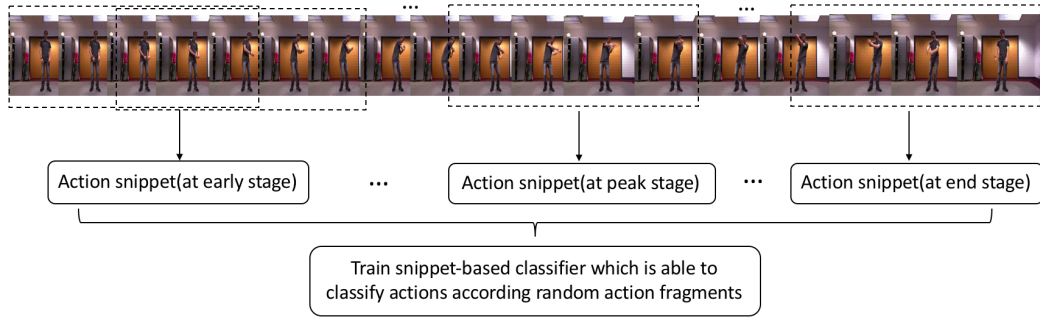 ...
...
Action snippet(at early stage)
...
Action snippet(at peak stage)
...
Action snippet(at end stage)
Train snippet-based classifier which is able to
classify actions according random action fragments